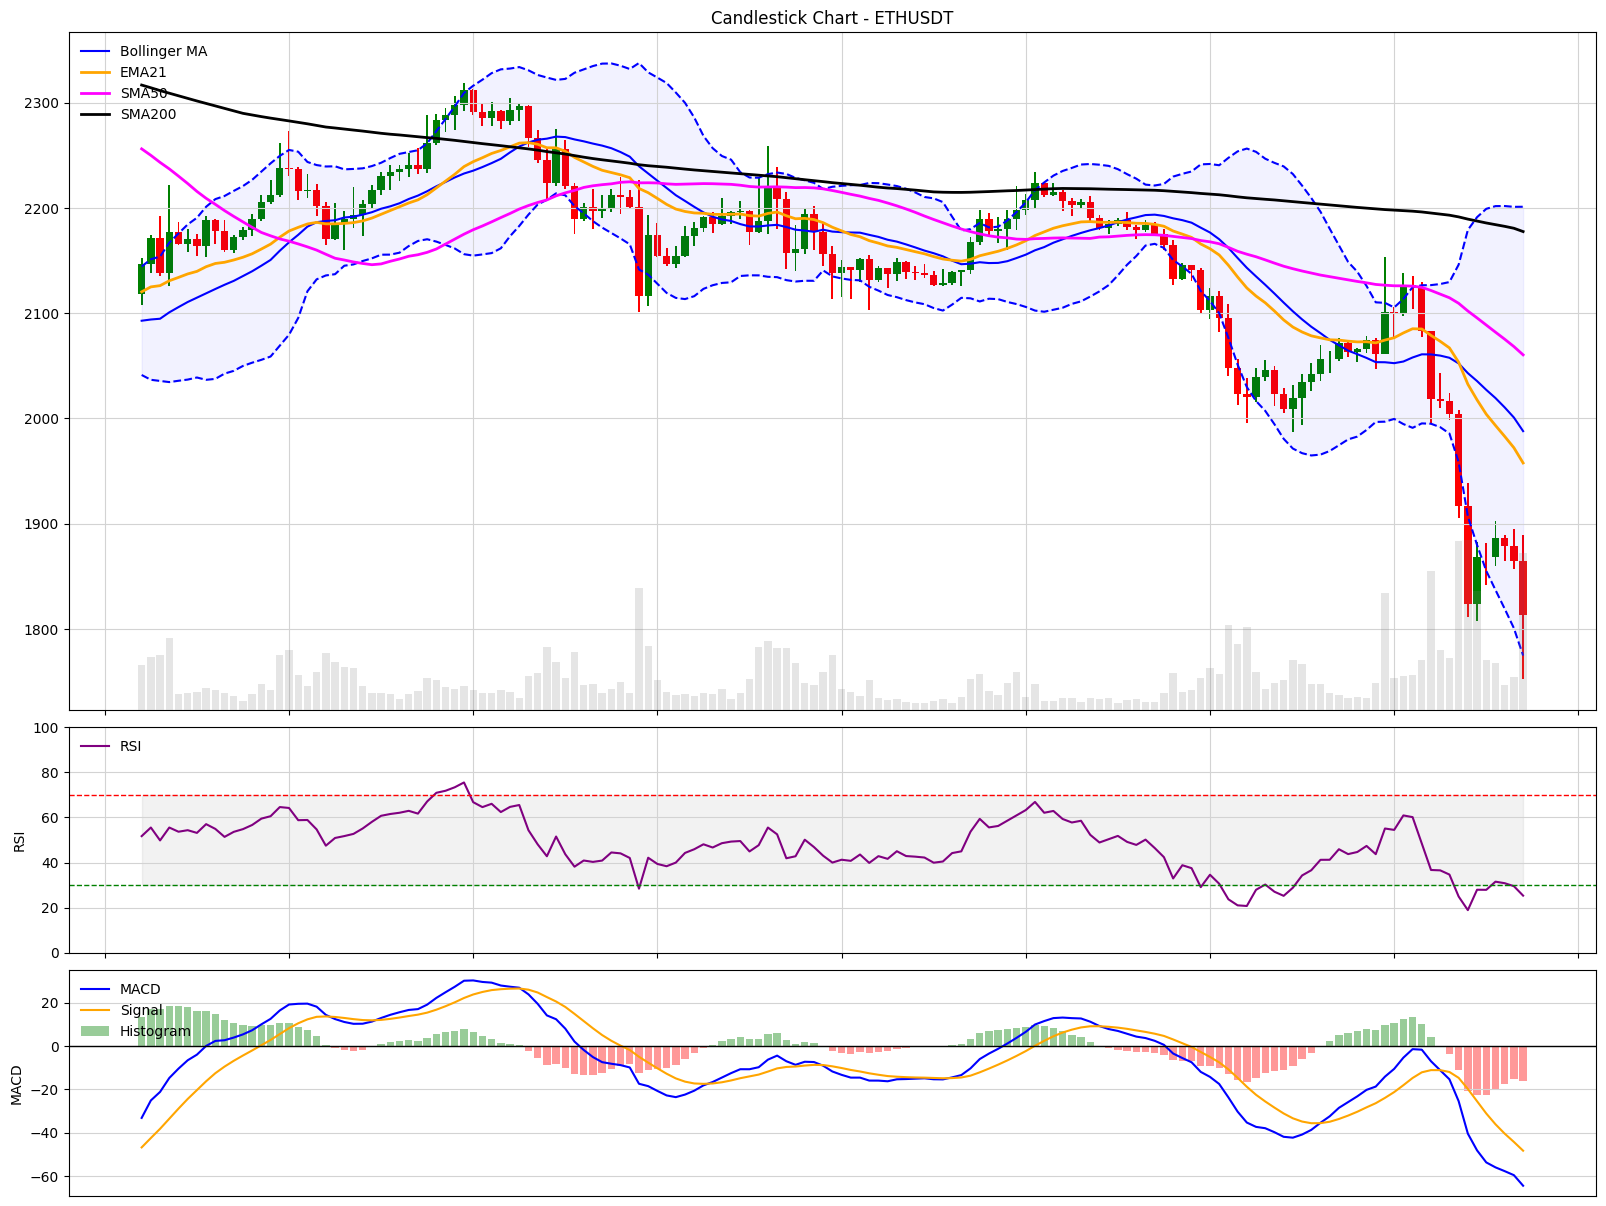 Candlestick Chart - ETHUSDT
Bollinger MA
EMA21
SMA50
SMA200
2300
2200
2100
2000
1900
1800
RSI
100
80
60
40
20
0
RSI
MACD
Signal
Histogram
20
0
−20
−40
−60
MACD